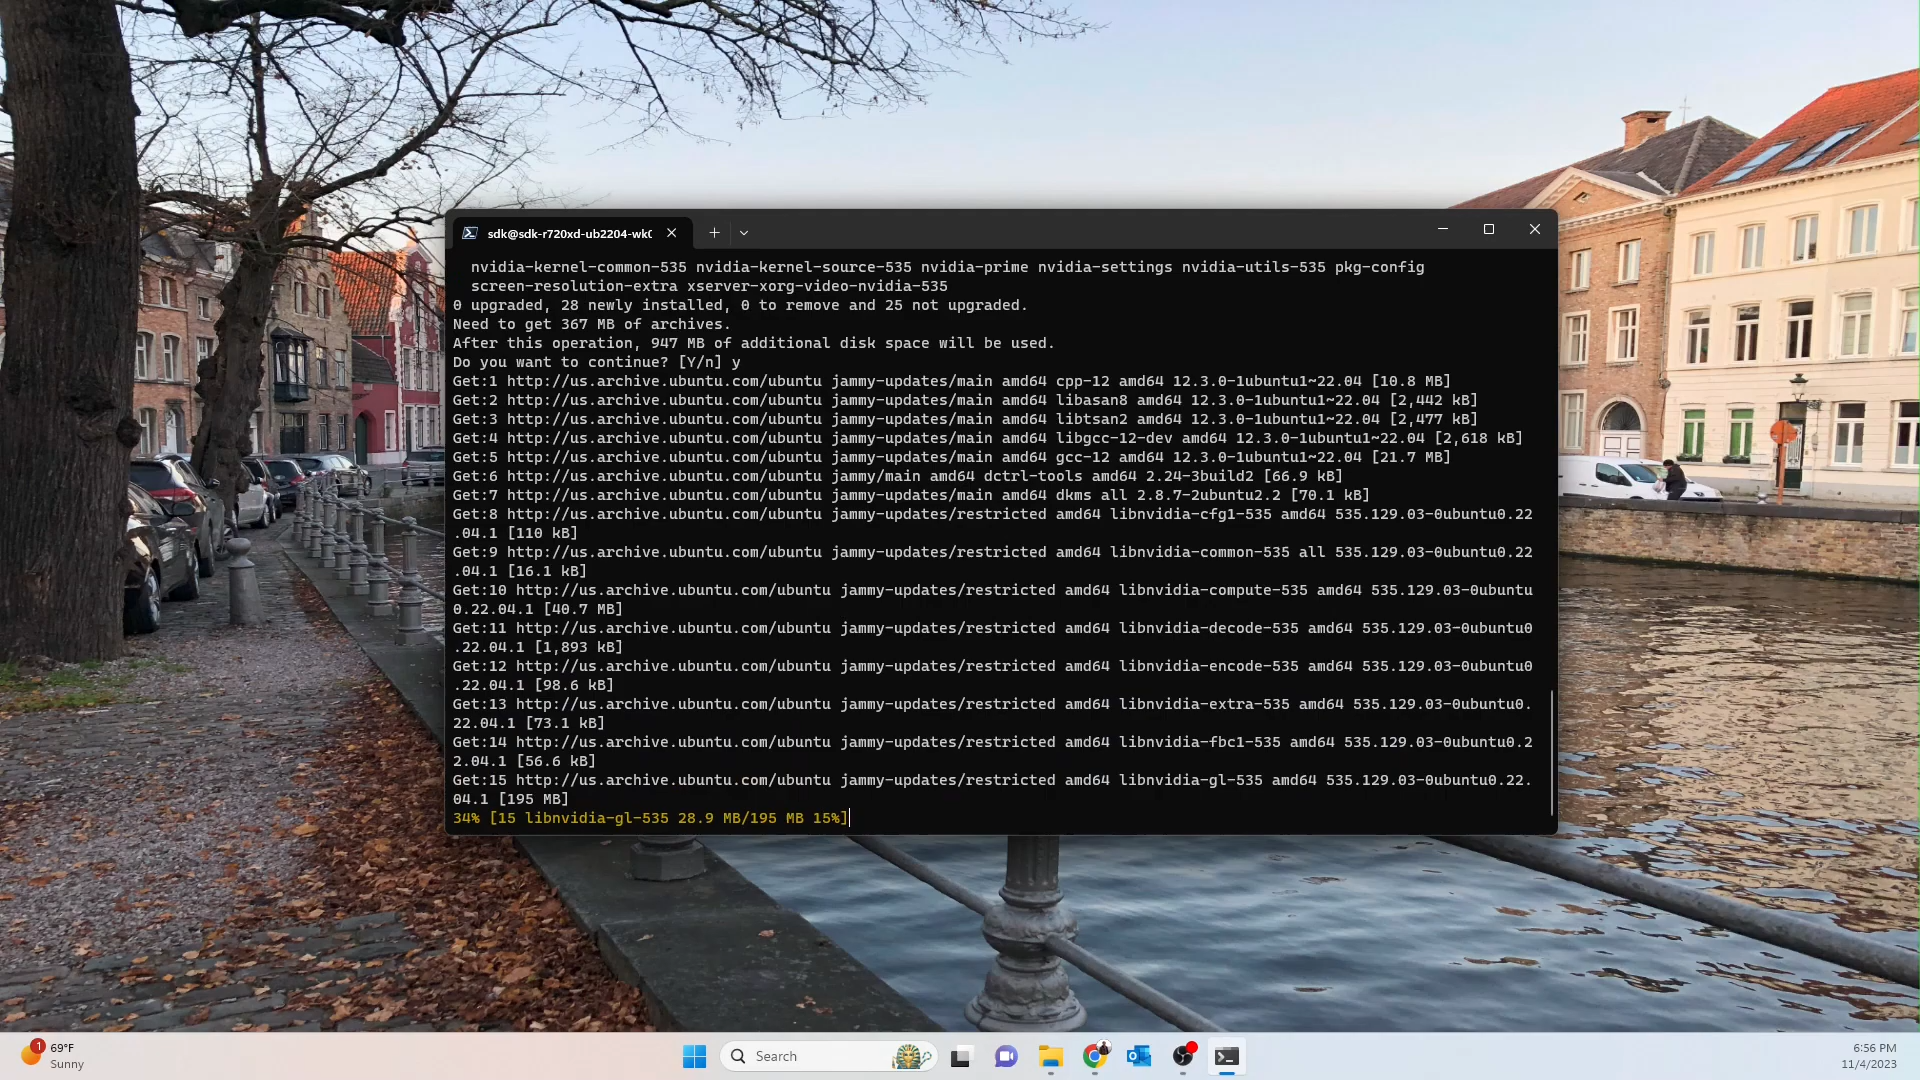 sdk@sdk-r720xd-ub2204-wk0
nvidia-kernel-common-535 nvidia-kernel-source-535 nvidia-prime nvidia-settings nvidia-utils-535 pkg-config
screen-resolution-extra xserver-xorg-video-nvidia-535
0 upgraded, 28 newly installed, 0 to remove and 25 not upgraded.
Need to get 367 MB of archives.
After this operation, 947 MB of additional disk space will be used.
Do you want to continue? [Y/n] y
Get:1 http://us.archive.ubuntu.com/ubuntu jammy-updates/main amd64 cpp-12 amd64 12.3.0-1ubuntu1~22.04 [10.8 MB]
Get:2 http://us.archive.ubuntu.com/ubuntu jammy-updates/main amd64 libasan8 amd64 12.3.0-1ubuntu1~22.04 [2,442 kB]
Get:3 http://us.archive.ubuntu.com/ubuntu jammy-updates/main amd64 libtsan2 amd64 12.3.0-1ubuntu1~22.04 [2,477 kB]
Get:4 http://us.archive.ubuntu.com/ubuntu jammy-updates/main amd64 libgcc-12-dev amd64 12.3.0-1ubuntu1~22.04 [2,618 kB]
Get:5 http://us.archive.ubuntu.com/ubuntu jammy-updates/main amd64 gcc-12 amd64 12.3.0-1ubuntu1~22.04 [21.7 MB]
Get:6 http://us.archive.ubuntu.com/ubuntu jammy/main amd64 dctrl-tools amd64 2.24-3build2 [66.9 kB]
Get:7 http://us.archive.ubuntu.com/ubuntu jammy-updates/main amd64 dkms all 2.8.7-2ubuntu2.2 [70.1 kB]
Get:8 http://us.archive.ubuntu.com/ubuntu jammy-updates/restricted amd64 libnvidia-cfg1-535 amd64 535.129.03-0ubuntu0.22
.04.1 [110 kB]
Get:9 http://us.archive.ubuntu.com/ubuntu jammy-updates/restricted amd64 libnvidia-common-535 all 535.129.03-0ubuntu0.22
.04.1 [16.1 kB]
Get:10 http://us.archive.ubuntu.com/ubuntu jammy-updates/restricted amd64 libnvidia-compute-535 amd64 535.129.03-0ubuntu
0.22.04.1 [40.7 MB]
Get:11 http://us.archive.ubuntu.com/ubuntu jammy-updates/restricted amd64 libnvidia-decode-535 amd64 535.129.03-0ubuntu0
.22.04.1 [1,893 kB]
Get:12 http://us.archive.ubuntu.com/ubuntu jammy-updates/restricted amd64 libnvidia-encode-535 amd64 535.129.03-0ubuntu0
.22.04.1 [98.6 kB]
Get:13 http://us.archive.ubuntu.com/ubuntu jammy-updates/restricted amd64 libnvidia-extra-535 amd64 535.129.03-0ubuntu0.
22.04.1 [73.1 kB]
Get:14 http://us.archive.ubuntu.com/ubuntu jammy-updates/restricted amd64 libnvidia-fbc1-535 amd64 535.129.03-0ubuntu0.2
2.04.1 [56.6 kB]
Get:15 http://us.archive.ubuntu.com/ubuntu jammy-updates/restricted amd64 libnvidia-gl-535 amd64 535.129.03-0ubuntu0.22.
04.1 [195 MB]
34% [15 libnvidia-gl-535 28.9 MB/195 MB 15%]
1
69°F
Sunny
Search
6:56 PM
11/4/2023